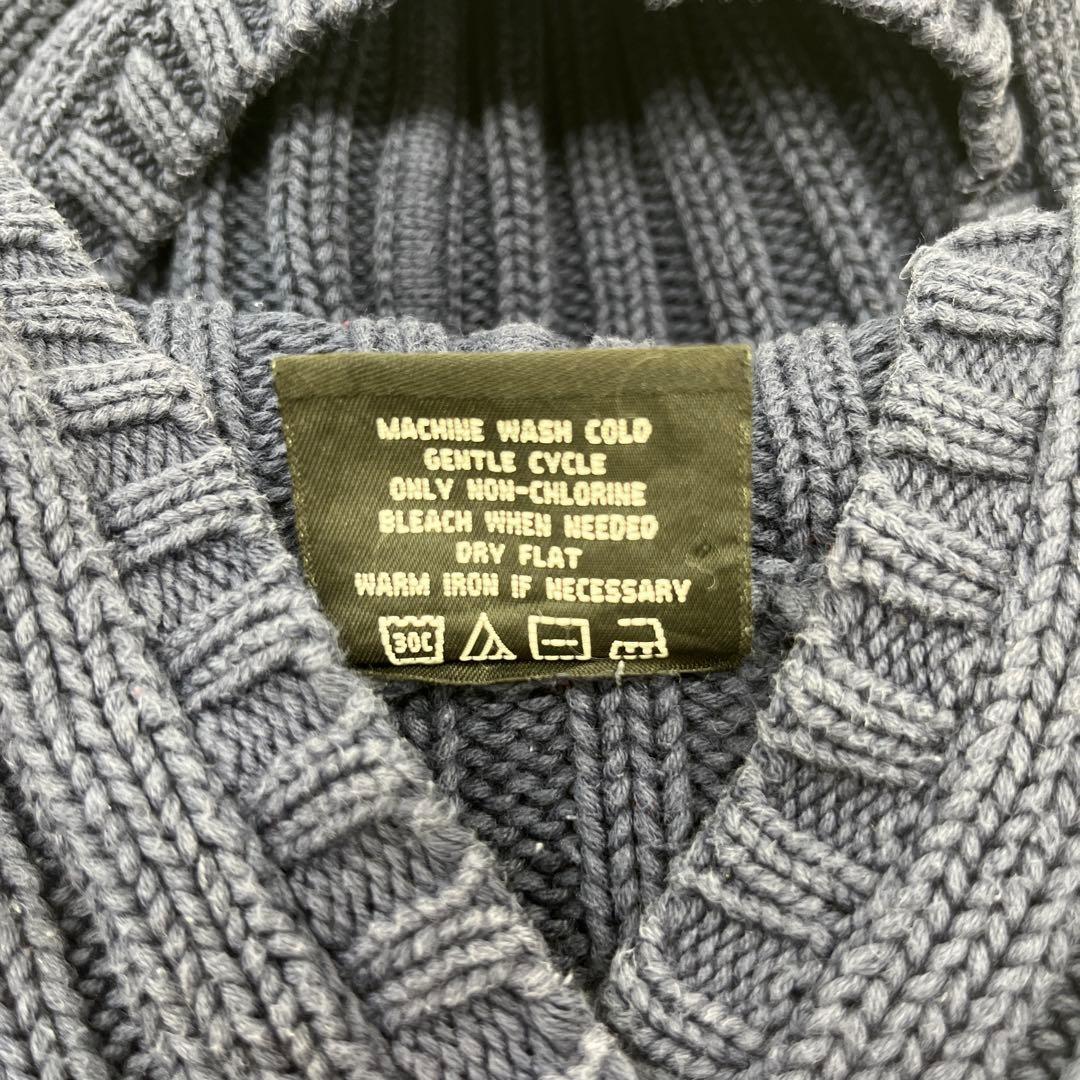 MACHINE WASH COLD
GENTLE CYCLE
ONLY NON-CHLORINE
BLEACH WHEN NEEDED
DRY FLAT
WARM IRON IF NECESSARY
30C